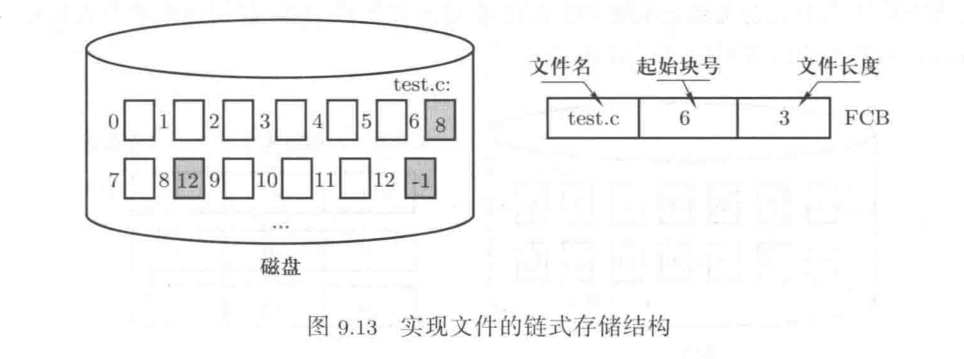 test.c:
0 1 2 3 4 5 6 8
7 8 12 9 10 11 12 -1
...
磁盘
文件名 起始块号 文件长度
test.c 6 3 FCB
图 9.13 实现文件的链式存储结构